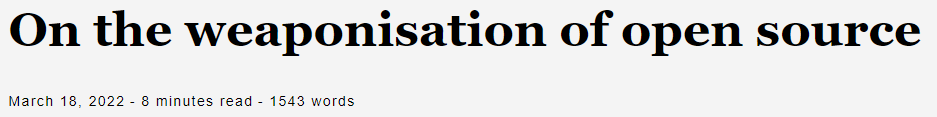 On the weaponisation of open source
March 18, 2022 - 8 minutes read - 1543 words